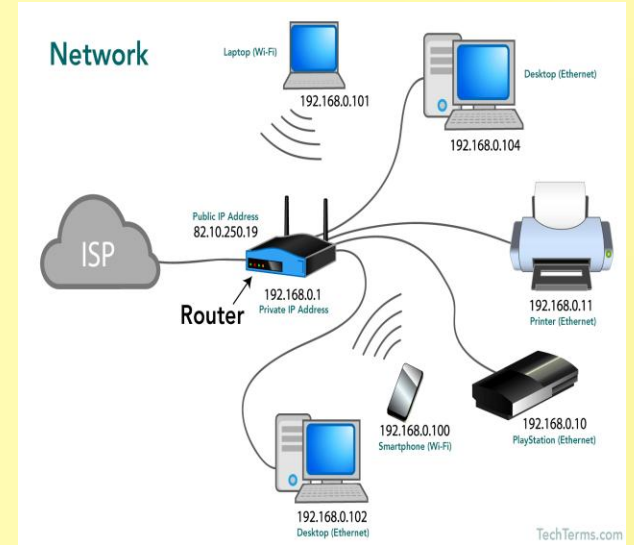 Network
Laptop (Wi-Fi)
192.168.0.101
Desktop (Ethernet)
192.168.0.104
Public IP Address
82.10.250.19
ISP
192.168.0.1
Private IP Address
Router
192.168.0.11
Printer (Ethernet)
192.168.0.100
Smartphone (Wi-Fi)
192.168.0.10
PlayStation (Ethernet)
192.168.0.102
Desktop (Ethernet)
TechTerms.com